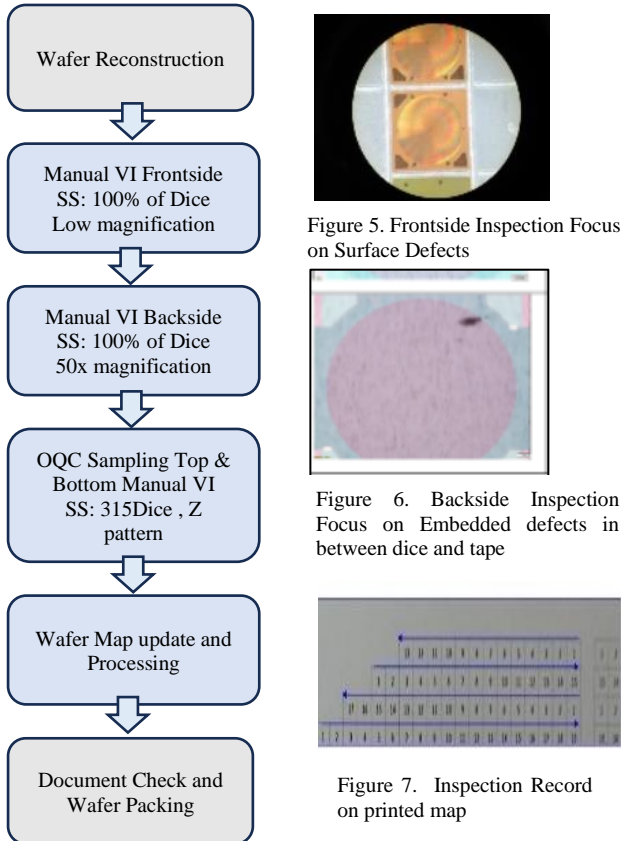 Wafer Reconstruction
Manual VI Frontside
SS: 100% of Dice
Low magnification
Manual VI Backside
SS: 100% of Dice
50x magnification
OQC Sampling Top &
Bottom Manual VI
SS: 315Dice , Z
pattern
Wafer Map update and
Processing
Document Check and
Wafer Packing
Figure 5. Frontside Inspection Focus
on Surface Defects
Figure 6. Backside Inspection
Focus on Embedded defects in
between dice and tape
Figure 7. Inspection Record
on printed map